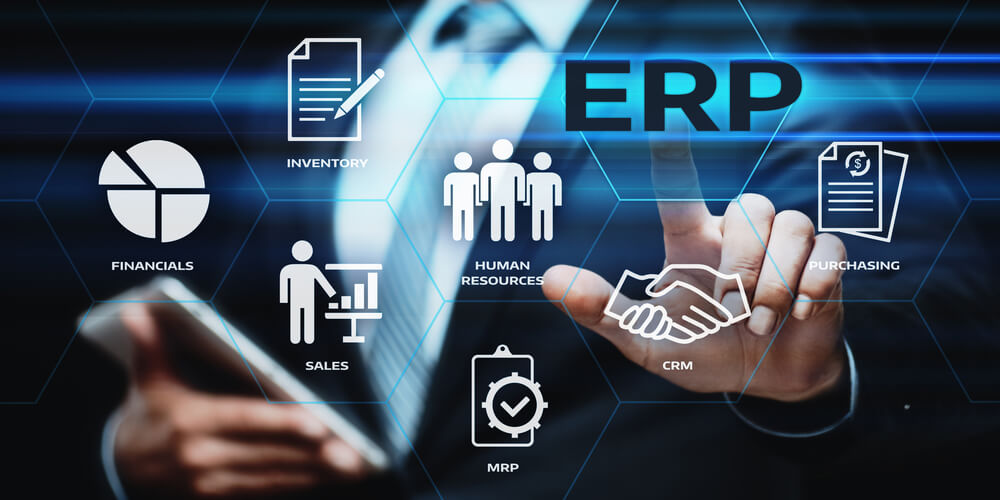 ERP
INVENTORY
FINANCIALS
HUMAN
RESOURCES
PURCHASING
SALES
CRM
MRP
$